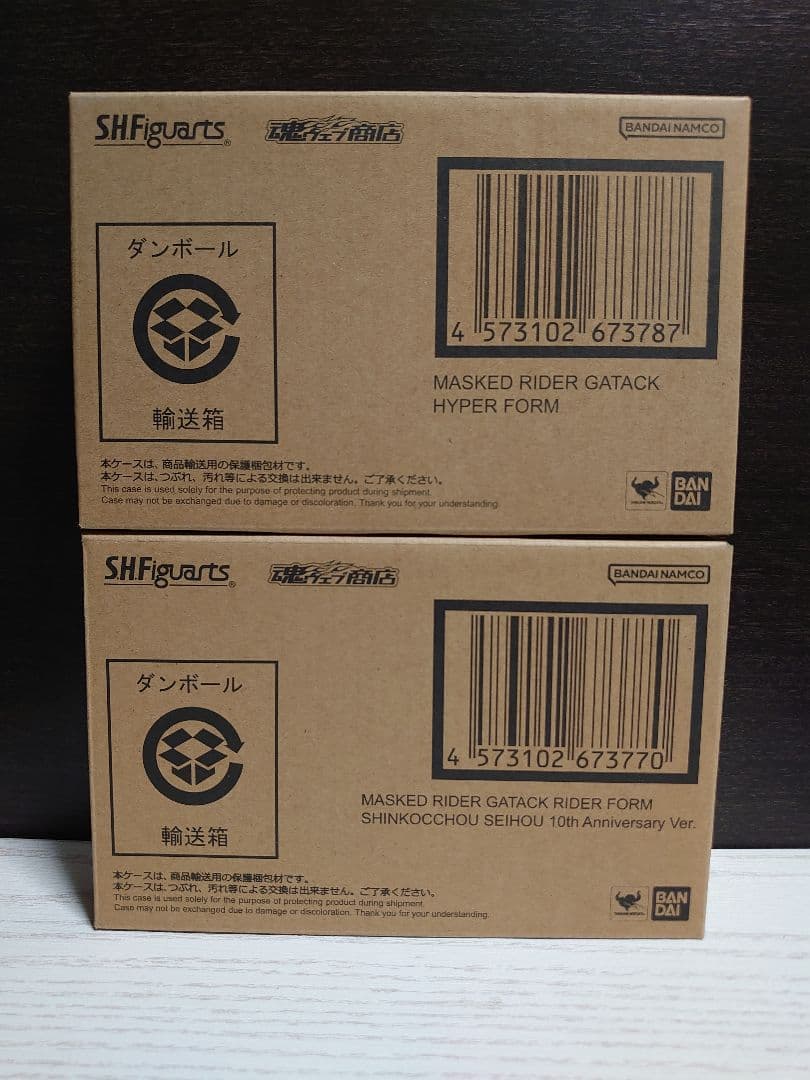 S.H.Figuarts® 魂ウェブ商店 BANDAI NAMCO
ダンボール
輸送箱
4 573102 673787
MASKED RIDER GATACK
HYPER FORM
本ケースは、商品輸送用の保護梱包材です。
本ケースは、つぶれ、汚れ等による交換は出来ません。ご了承ください。
This case is used solely for the purpose of protecting product during shipment.
Case may not be exchanged due to damage or discoloration. Thank you for your understanding.
BAN
DAI
S.H.Figuarts® 魂ウェブ商店 BANDAI NAMCO
ダンボール
輸送箱
4 573102 673770
MASKED RIDER GATACK RIDER FORM
SHINKOCCHOU SEIHOU 10th Anniversary Ver.
本ケースは、商品輸送用の保護梱包材です。
本ケースは、つぶれ、汚れ等による交換は出来ません。ご了承ください。
This case is used solely for the purpose of protecting product during shipment.
Case may not be exchanged due to damage or discoloration. Thank you for your understanding.
BAN
DAI